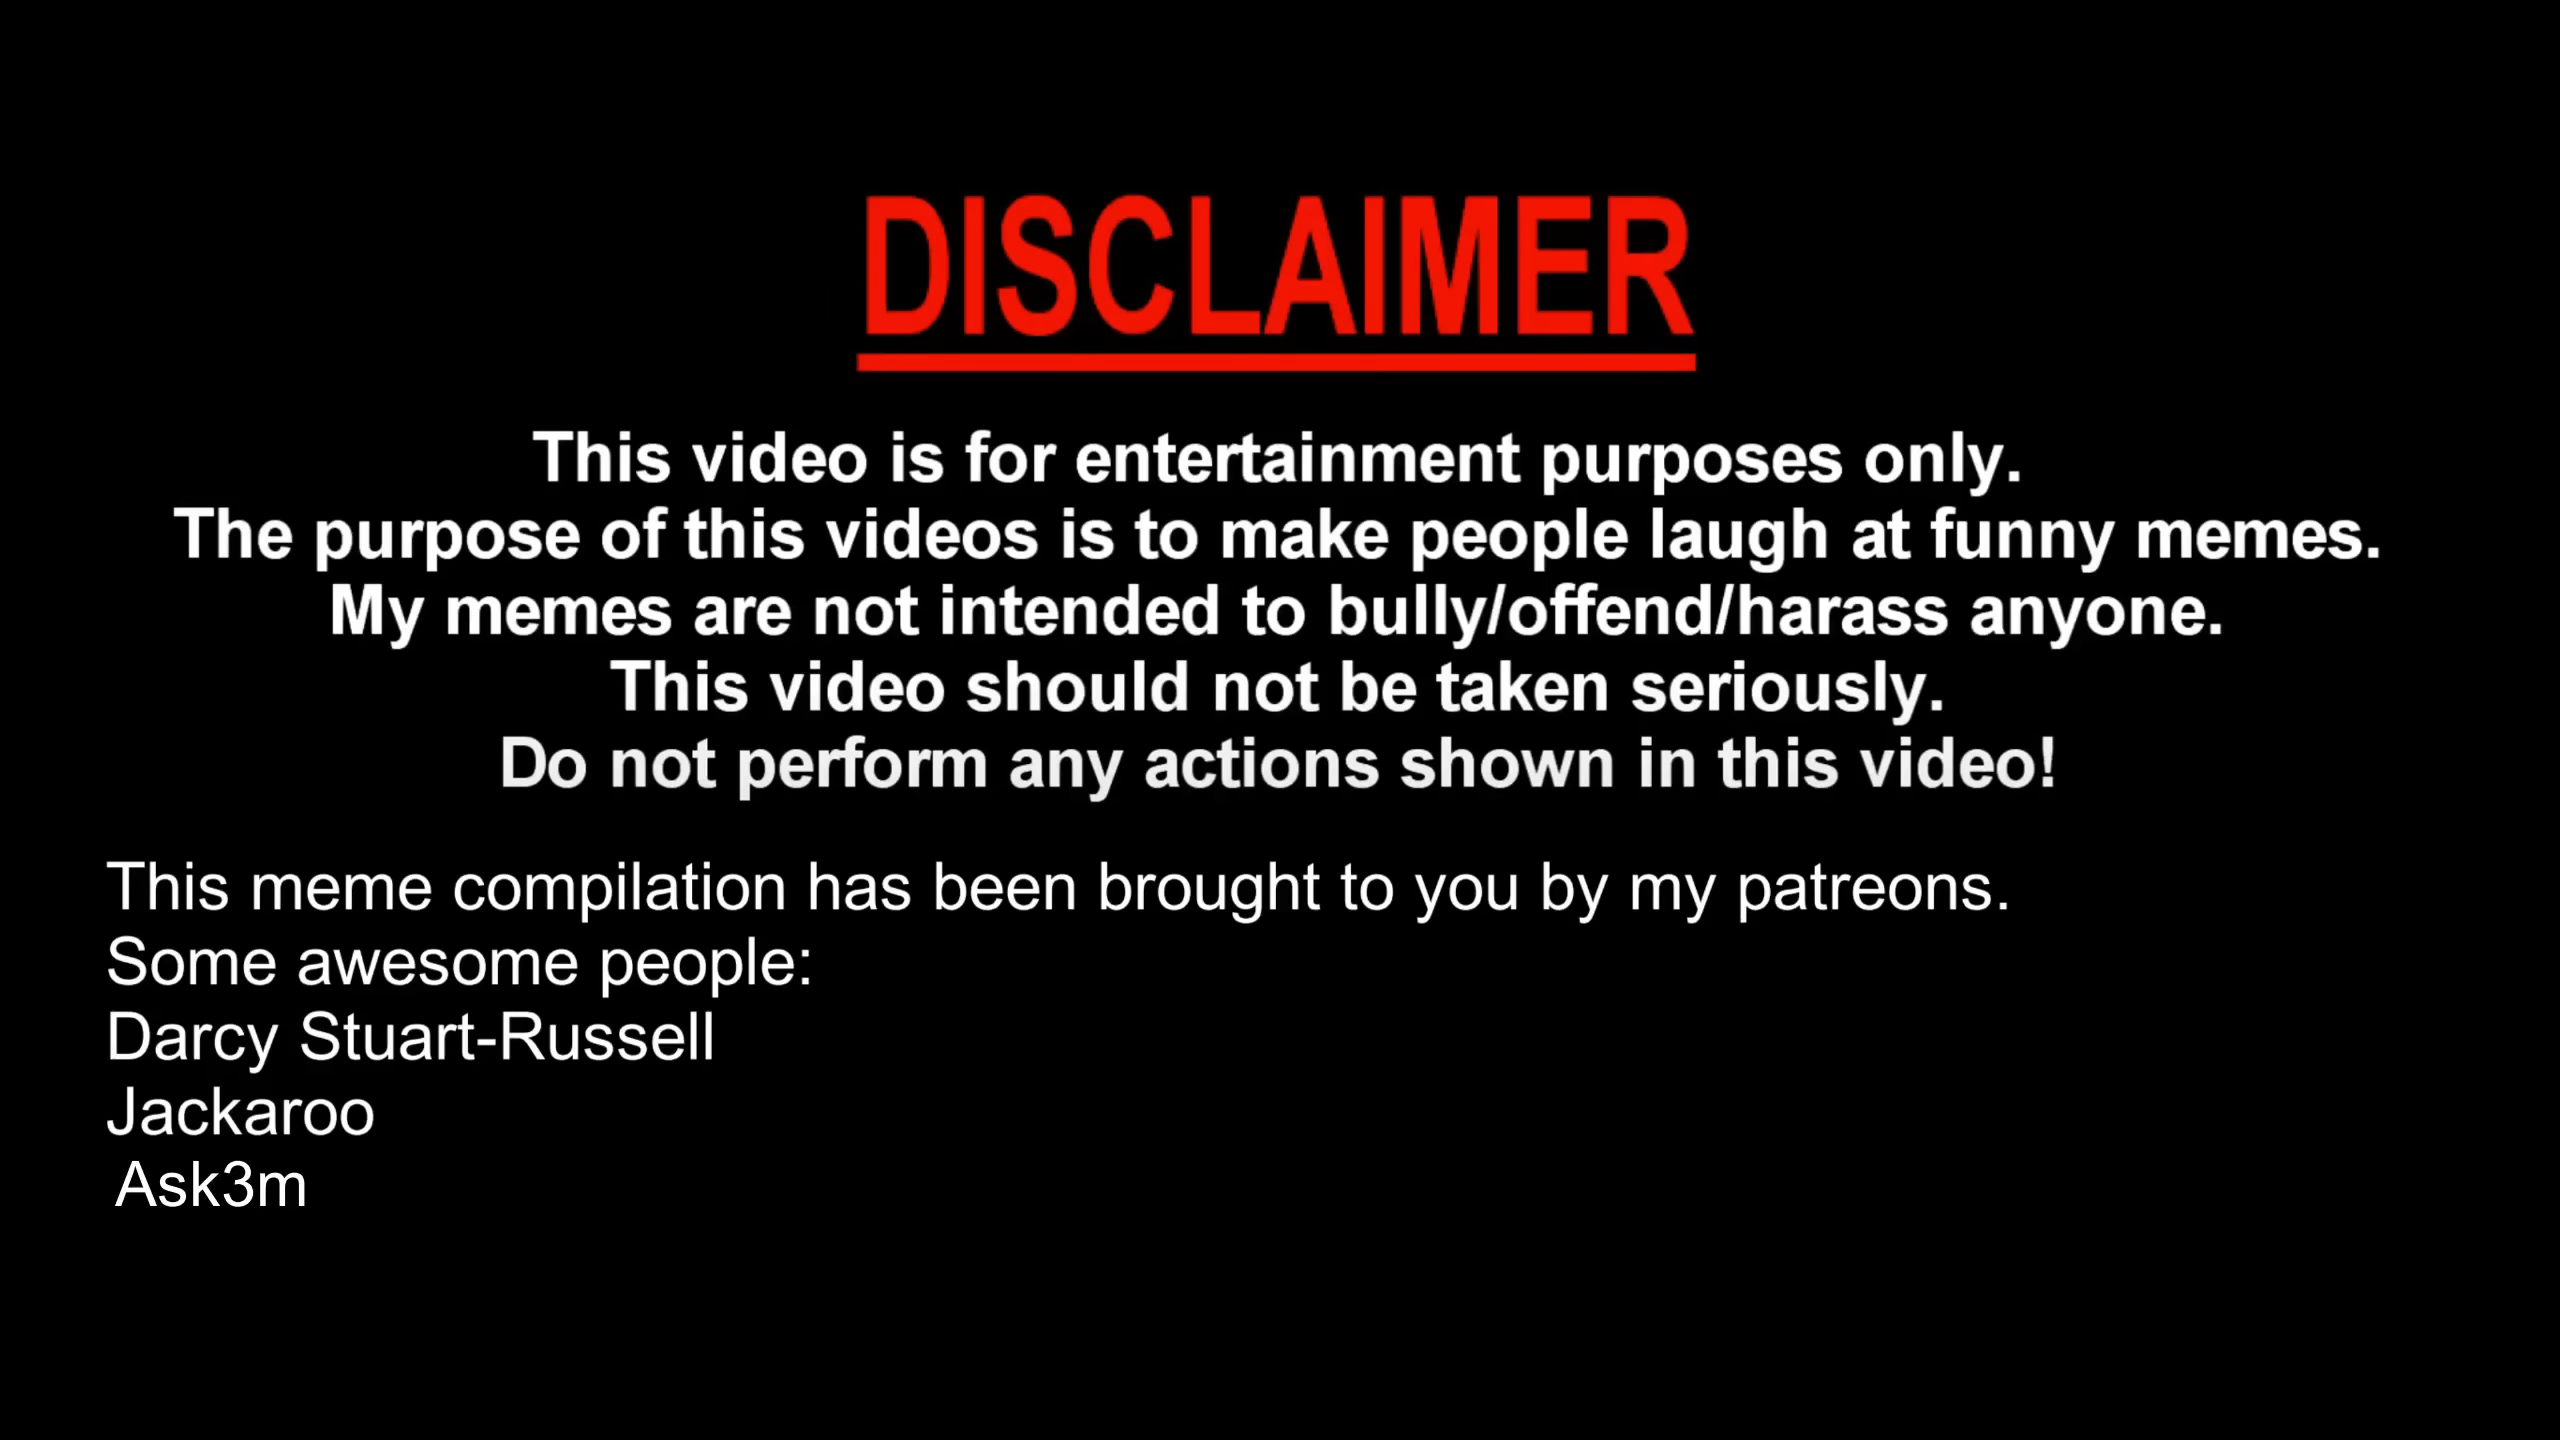 DISCLAIMER
This video is for entertainment purposes only.
The purpose of this videos is to make people laugh at funny memes.
My memes are not intended to bully/offend/harass anyone.
This video should not be taken seriously.
Do not perform any actions shown in this video!
This meme compilation has been brought to you by my patreons.
Some awesome people:
Darcy Stuart-Russell
Jackaroo
Ask3m